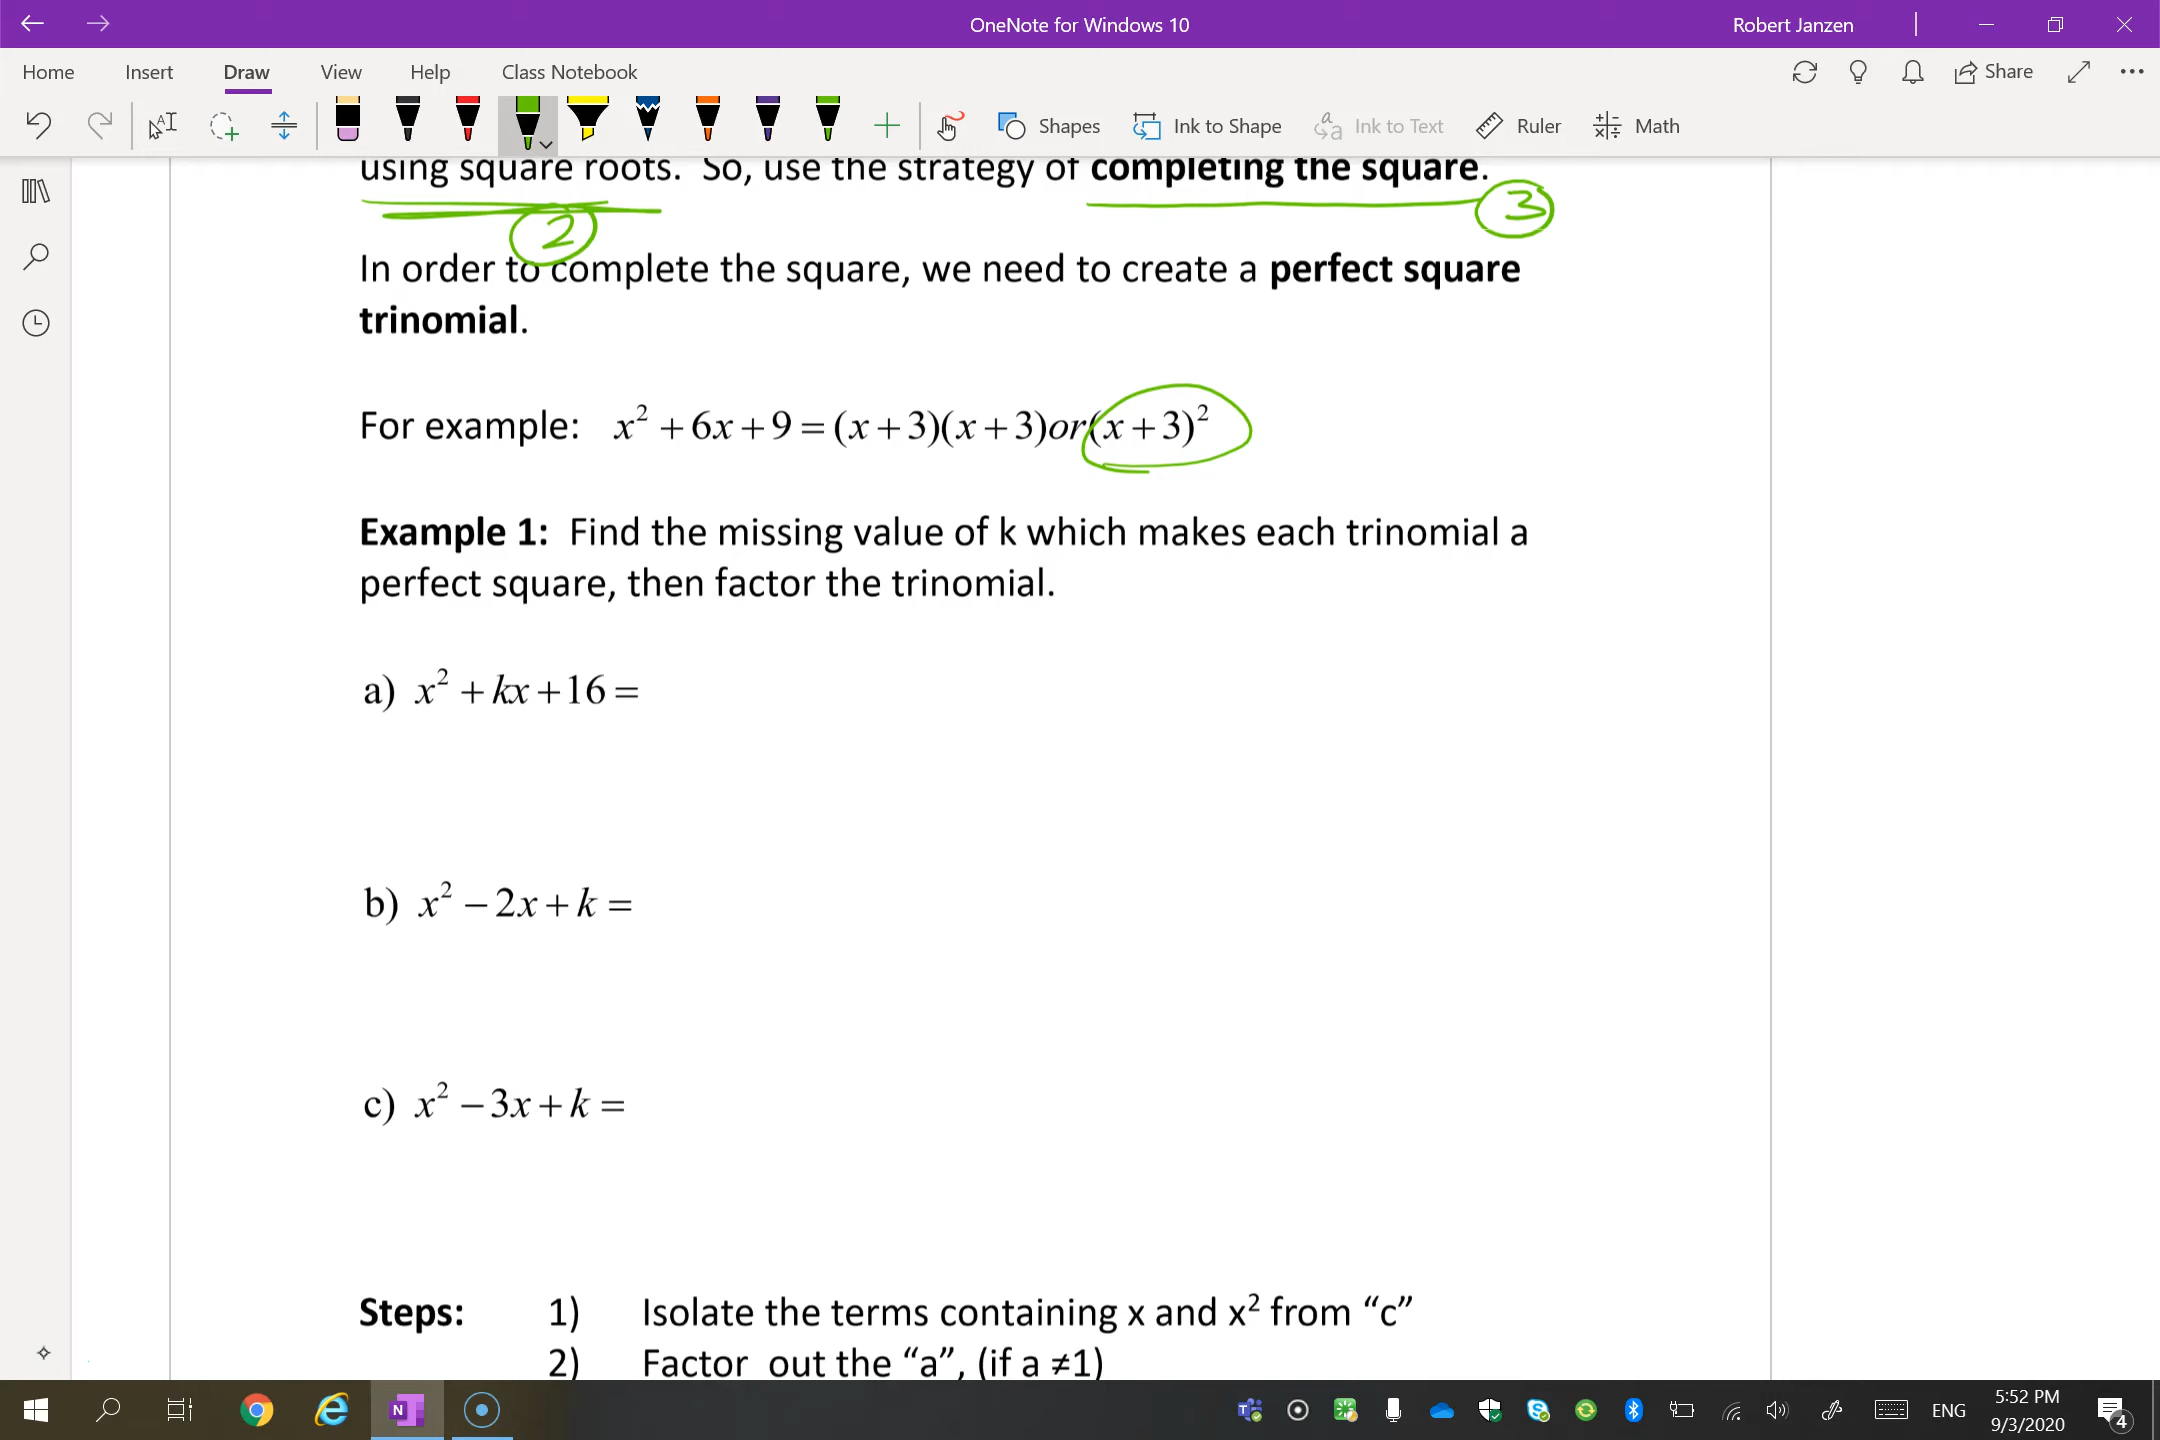 OneNote for Windows 10
Robert Janzen
Home Insert Draw View Help Class Notebook
Share
Shapes Ink to Shape Ink to Text Ruler Math
using square roots. So, use the strategy of completing the square.
2
3
In order to complete the square, we need to create a perfect square
trinomial.
For example: x² + 6x + 9 = (x + 3)(x + 3)or(x + 3)²
Example 1: Find the missing value of k which makes each trinomial a
perfect square, then factor the trinomial.
a) x² + kx + 16 =
b) x² − 2x + k =
c) x² − 3x + k =
Steps: 1) Isolate the terms containing x and x² from “c”
2) Factor out the “a”, (if a ≠1)
ENG
5:52 PM
9/3/2020
4